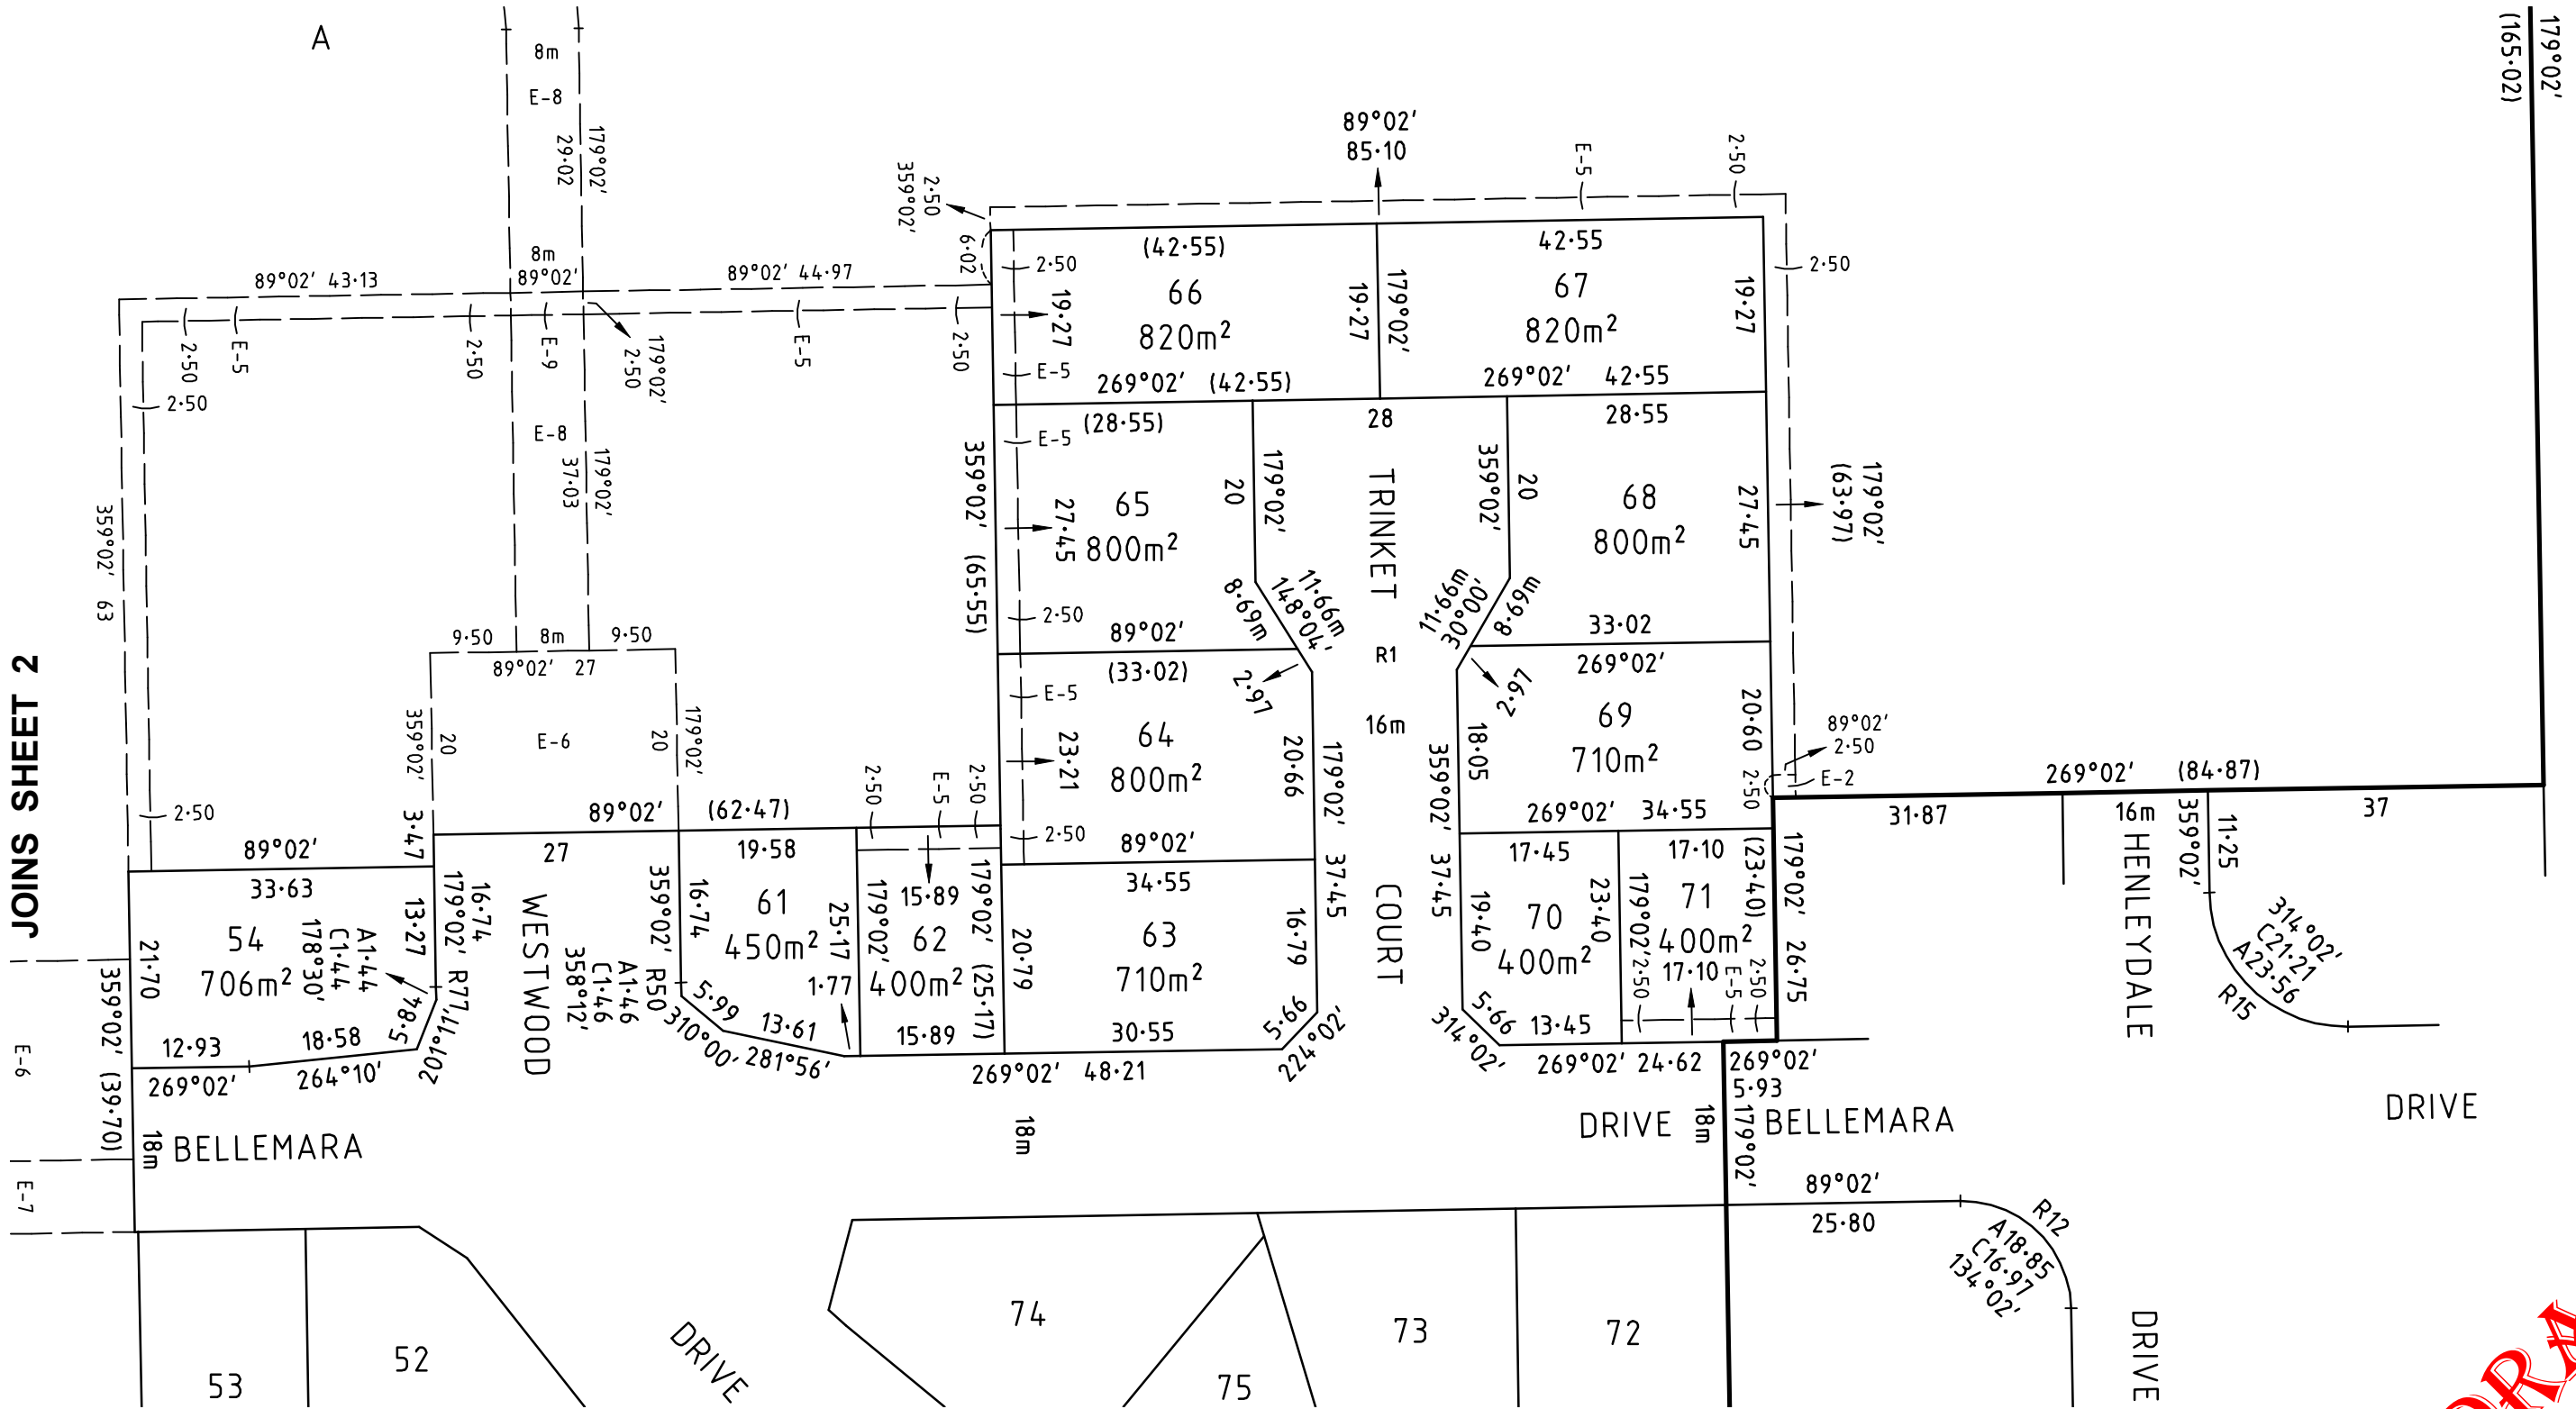 A
8m
E-8
179°02'
29·02
179°02'
(165·02)
89°02'
85·10
E-5
2·50
2·50
359°02'
6·02
8m
89°02'
89°02' 43·13
89°02' 44·97
2·50
E-5
2·50
E-9
179°02'
2·50
E-5
2·50
2·50
(42·55)
66
820m²
2·50
19·27
E-5
269°02' (42·55)
19·27
179°02'
42·55
67
820m²
19·27
269°02' 42·55
2·50
E-8
37·03
179°02'
359°02' 63
359°02' (65·55)
(28·55)
E-5
65
800m²
27·45
2·50
89°02'
20
179°02'
8·69m
11·66m
148°04'
28
TRINKET
R1
16m
COURT
28·55
68
800m²
27·45
359°02'
20
11·66m
30°00'
8·69m
33·02
269°02'
179°02'
(63·97)
JOINS SHEET 2
9·50
8m
9·50
89°02' 27
359°02'
20
E-6
20
179°02'
(33·02)
2·97
E-5
64
800m²
23·21
20·66
2·50
89°02'
179°02' 37·45
2·97
69
710m²
18·05
20·60
359°02' 37·45
269°02' 34·55
2·50
89°02'
2·50
E-2
269°02' (84·87)
31·87
16m
37
2·50
3·47
89°02'
33·63
54
706m²
21·70
13·27
A1·44
C1·44
178°30'
5·84
201°11'
12·93
18·58
269°02'
264°10'
16·74
179°02' R77
27
WESTWOOD
89°02' (62·47)
2·50
E-5
2·50
359°02' R50
A1·46
C1·46
358°12'
16·74
19·58
61
450m²
25·17
1·77
5·99
310°00'
13·61
281°56'
179°02'
15·89
62
400m²
15·89
179°02' (25·17)
34·55
63
710m²
20·79
16·79
30·55
5·66
224°02'
269°02' 48·21
17·45
70
400m²
19·40
23·40
5·66
314°02'
13·45
17·10
71
400m²
179°02'
(23·40)
17·10
2·50
E-5
2·50
269°02' 24·62
179°02' 26·75
269°02'
5·93
179°02'
HENLEYDALE
359°02'
11·25
314°02'
C21·21
A23·56
R15
E-6
E-7
359°02' (39·70)
18m
BELLEMARA
18m
DRIVE
18m
BELLEMARA
DRIVE
89°02'
25·80
R12
A18·85
C16·97
134°02'
DRIVE
53
52
DRIVE
74
75
73
72